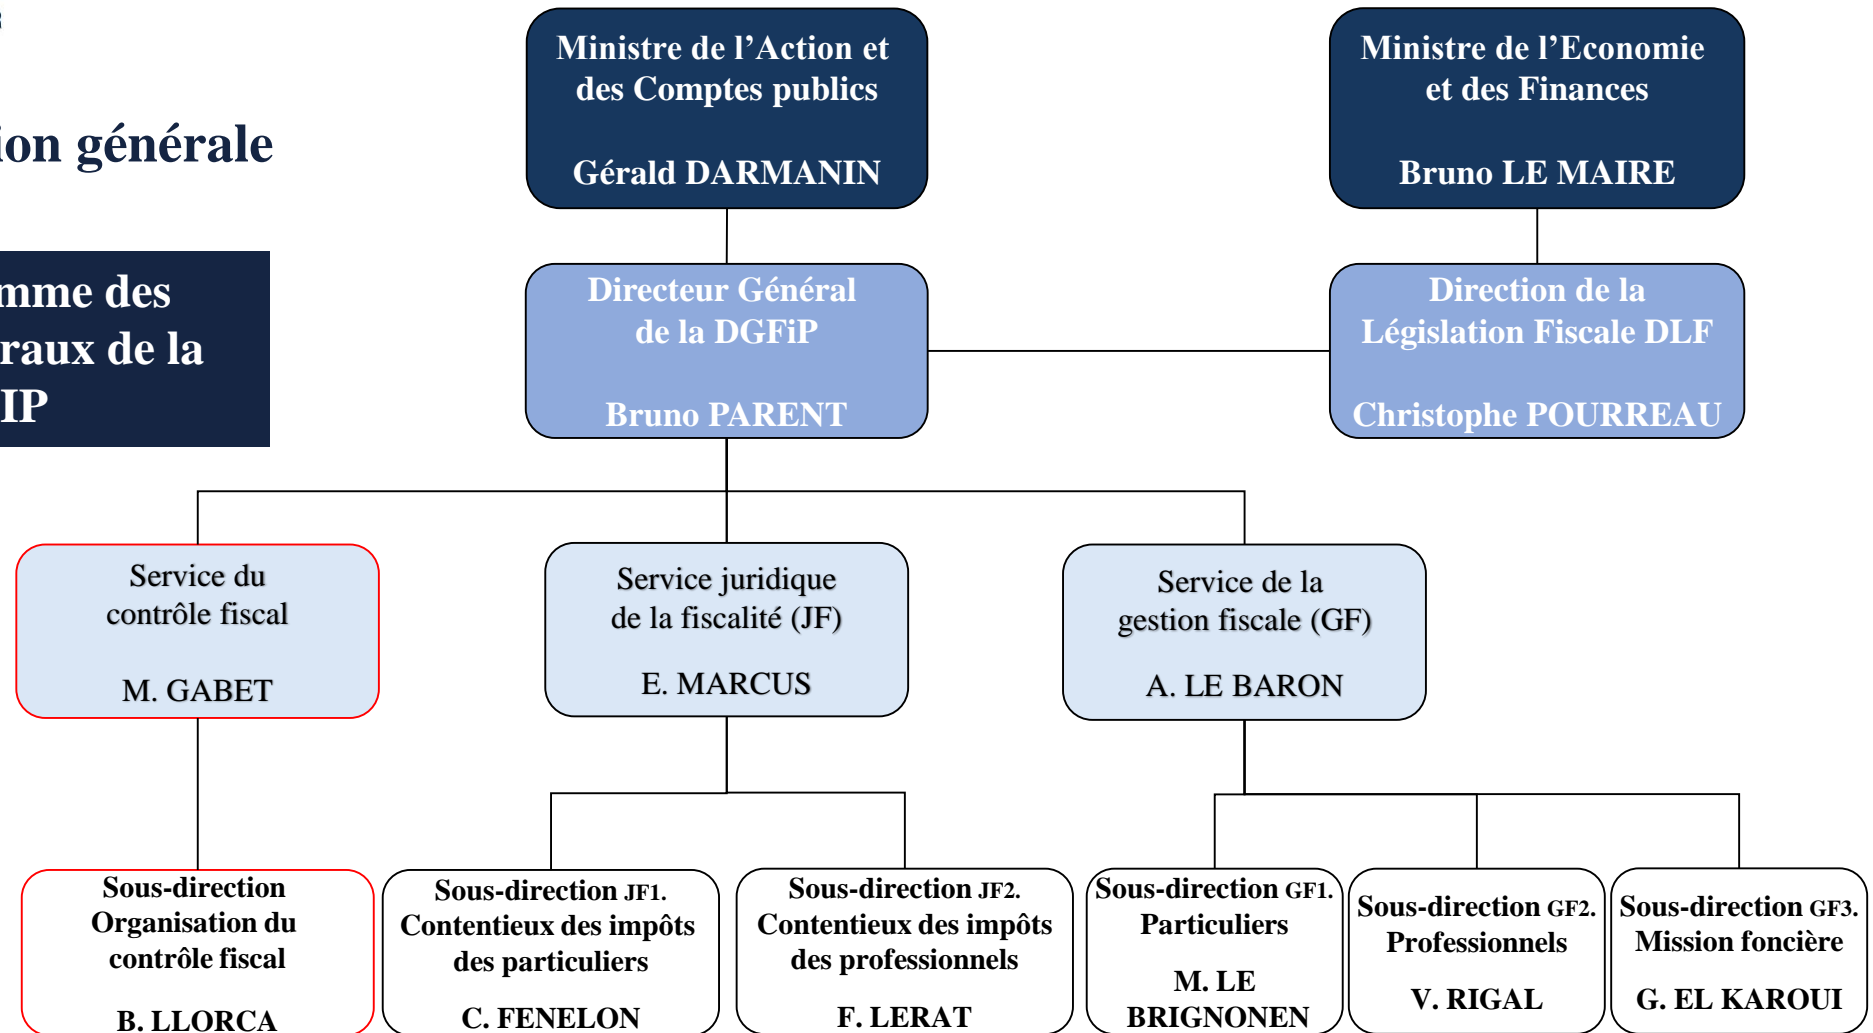 ion générale
mme des
raux de la
IP
Ministre de l’Action et
des Comptes publics
Gérald DARMANIN
Ministre de l’Economie
et des Finances
Bruno LE MAIRE
Directeur Général
de la DGFiP
Bruno PARENT
Direction de la
Législation Fiscale DLF
Christophe POURREAU
Service du
contrôle fiscal
M. GABET
Service juridique
de la fiscalité (JF)
E. MARCUS
Service de la
gestion fiscale (GF)
A. LE BARON
Sous-direction
Organisation du
contrôle fiscal
B. LLORCA
Sous-direction JF1.
Contentieux des impôts
des particuliers
C. FENELON
Sous-direction JF2.
Contentieux des impôts
des professionnels
F. LERAT
Sous-direction GF1.
Particuliers
M. LE
BRIGNONEN
Sous-direction GF2.
Professionnels
V. RIGAL
Sous-direction GF3.
Mission foncière
G. EL KAROUI